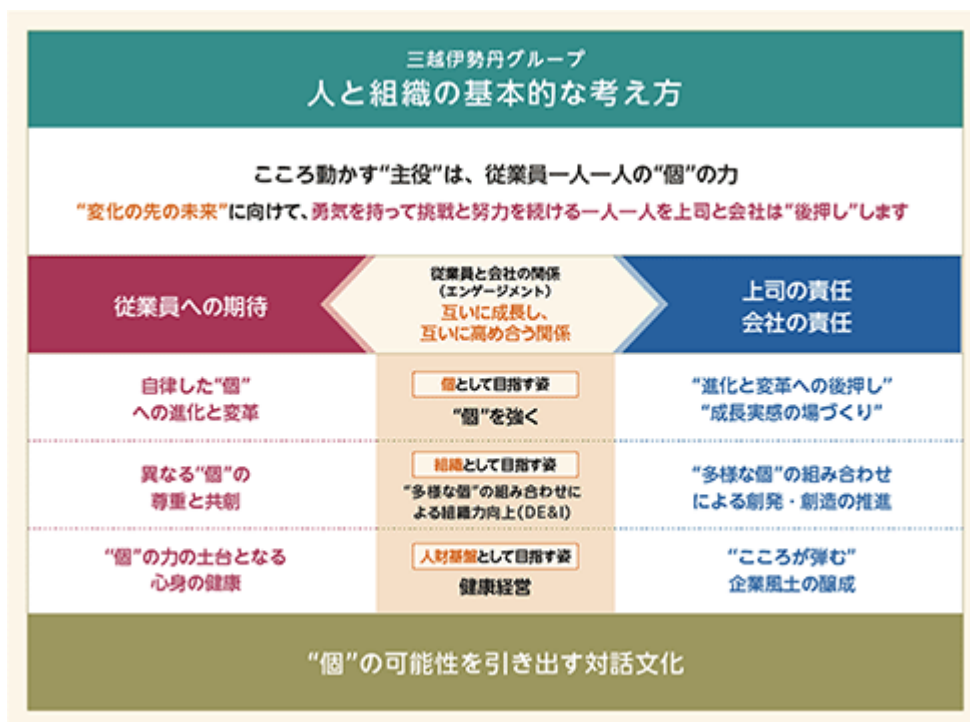 三越伊勢丹グループ
人と組織の基本的な考え方
こころ動かす“主役”は、従業員一人一人の“個”の力
“変化の先の未来”に向けて、勇気を持って挑戦と努力を続ける一人一人を上司と会社は“後押し”します
従業員への期待
従業員と会社の関係
(エンゲージメント)
互いに成長し、
互いに高め合う関係
上司の責任
会社の責任
自律した“個”
への進化と変革
個として目指す姿
“個”を強く
“進化と変革への後押し”
“成長実感の場づくり”
異なる“個”の
尊重と共創
組織として目指す姿
“多様な個”の組み合わせに
よる組織力向上(DE&I)
“多様な個”の組み合わせ
による創発・創造の推進
“個”の力の土台となる
心身の健康
人財基盤として目指す姿
健康経営
“こころが弾む”
企業風土の醸成
“個”の可能性を引き出す対話文化